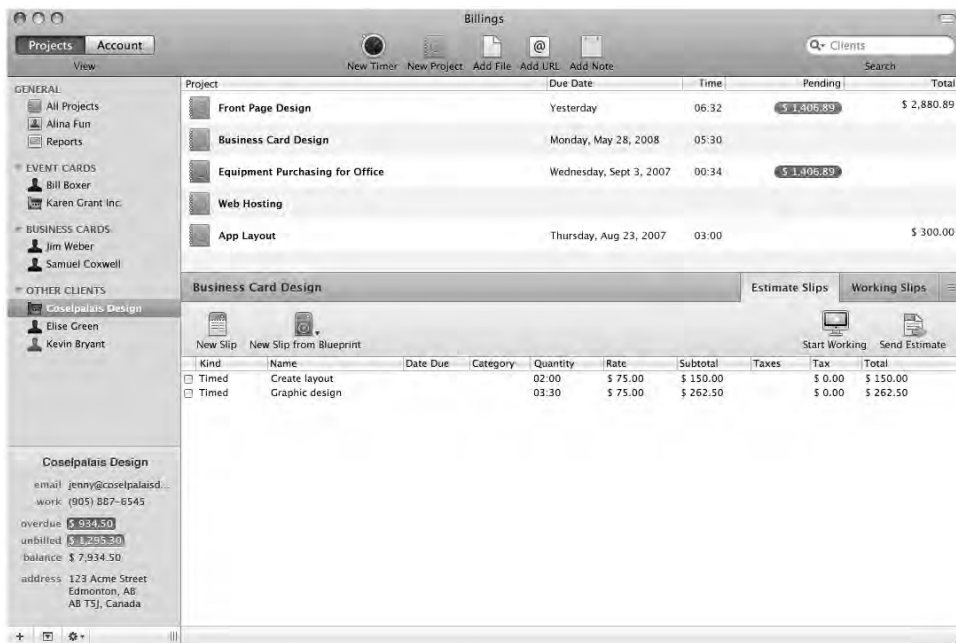 Billings
Projects Account
View
New Timer New Project Add File Add URL Add Note
Clients
Search
GENERAL
All Projects
Alina Fun
Reports
EVENT CARDS
Bill Boxer
Karen Grant Inc.
BUSINESS CARDS
Jim Weber
Samuel Coxwell
OTHER CLIENTS
Coselpalais Design
Elise Green
Kevin Bryant
Project Due Date Time Pending Total
Front Page Design Yesterday 06:32 $ 1,406.89 $ 2,880.89
Business Card Design Monday, May 28, 2008 05:30
Equipment Purchasing for Office Wednesday, Sept 3, 2007 00:34 $ 1,406.89
Web Hosting
App Layout Thursday, Aug 23, 2007 03:00 $ 300.00
Business Card Design Estimate Slips Working Slips
New Slip New Slip from Blueprint Start Working Send Estimate
Kind Name Date Due Category Quantity Rate Subtotal Taxes Tax Total
Timed Create layout 02:00 $ 75.00 $ 150.00 $ 0.00 $ 150.00
Timed Graphic design 03:30 $ 75.00 $ 262.50 $ 0.00 $ 262.50
Coselpalais Design
email jenny@coselpalaisd...
work (905) 887-6545
overdue $ 934.50
unbilled $ 1,295.30
balance $ 7,934.50
address 123 Acme Street
Edmonton, AB
AB T5J, Canada